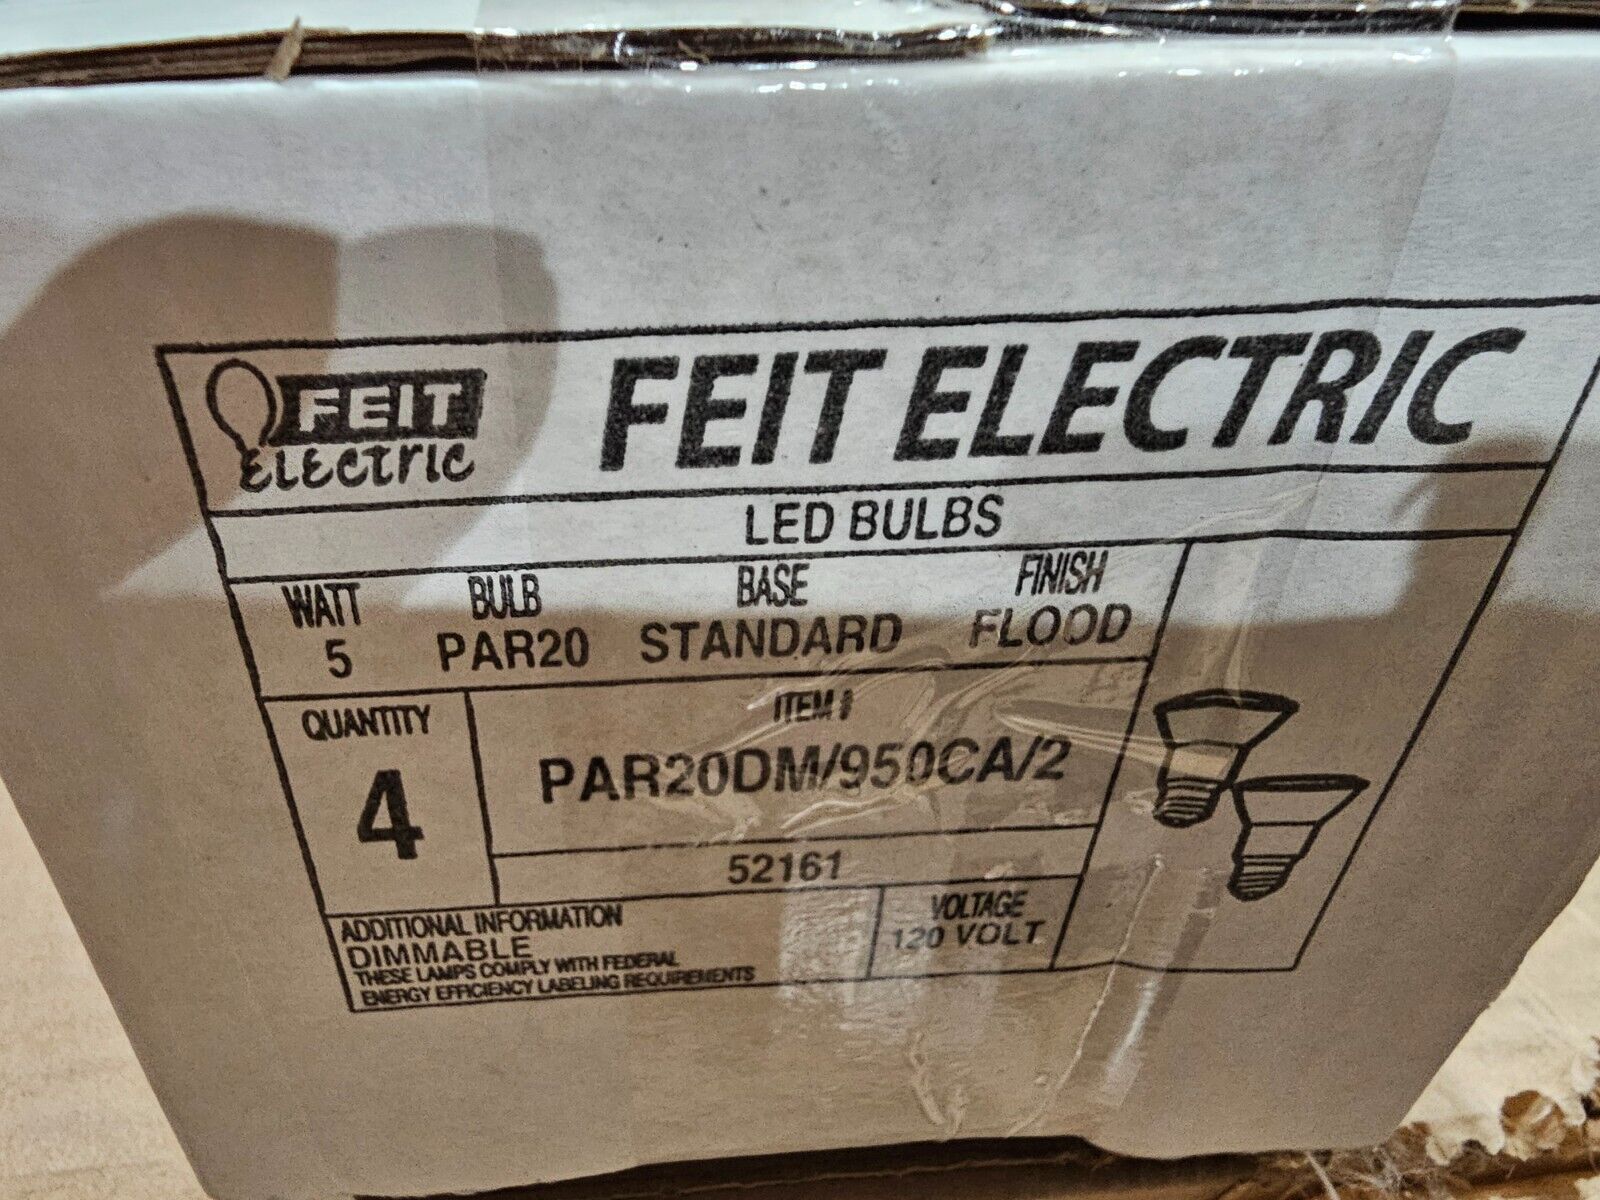 FEIT
ELECTRIC
FEIT ELECTRIC
LED BULBS
WATT BULB BASE FINISH
5 PAR20 STANDARD FLOOD
QUANTITY
4
ITEM #
PAR20DM/950CA/2
52161
ADDITIONAL INFORMATION
DIMMABLE
THESE LAMPS COMPLY WITH FEDERAL
ENERGY EFFICIENCY LABELING REQUIREMENTS
VOLTAGE
120 VOLT